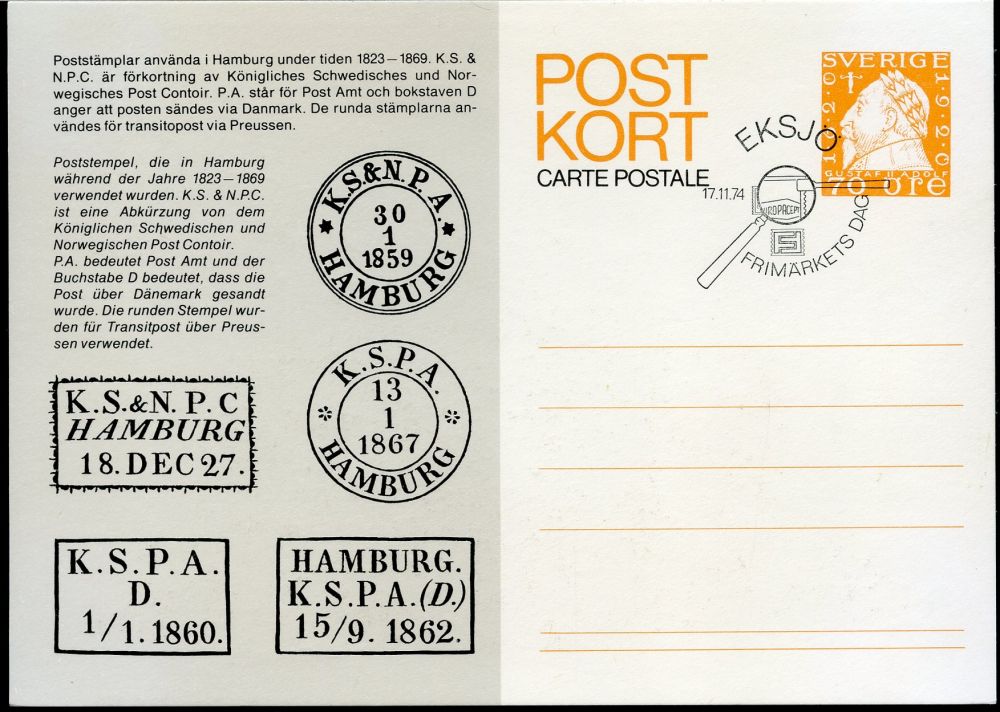 Poststämplar använda i Hamburg under tiden 1823—1869. K.S. &
N.P.C. är förkortning av Königliches Schwedisches und Nor-
wegisches Post Contoir. P.A. står för Post Amt och bokstaven D
anger att posten sändes via Danmark. De runda stämplarna an-
vändes för transitopost via Preussen.
Poststempel, die in Hamburg
während der Jahre 1823—1869
verwendet wurden. K.S. & N.P.C.
ist eine Abkürzung von dem
Königlichen Schwedischen und
Norwegischen Post Contoir.
P.A. bedeutet Post Amt und der
Buchstabe D bedeutet, dass die
Post über Dänemark gesandt
wurde. Die runden Stempel wur-
den für Transitpost über Preus-
sen verwendet.
K.S.&N.P.A.
30
1
1859
HAMBURG
K.S.P.A.
13
1
1867
HAMBURG
K.S.&N.P.C
HAMBURG
18.DEC 27.
K.S.P.A.
D.
1/1.1860.
HAMBURG.
K.S.P.A.(D.)
15/9. 1862.
POST
KORT
CARTE POSTALE
SVERIGE
1920
GUSTAF II ADOLF
70 öre
EKSJÖ
17.11.74
FRIMÄRKETS DAG